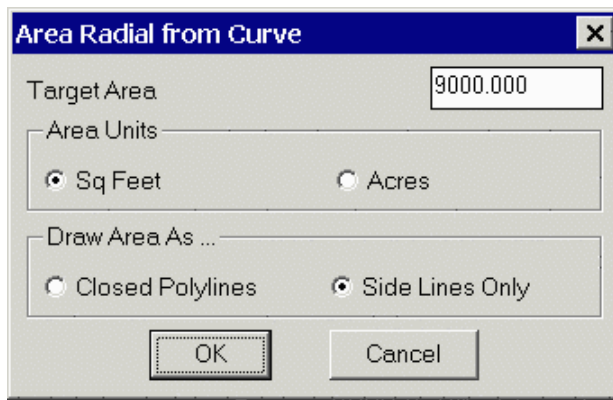 Area Radial from Curve
Target Area 9000.000
Area Units
Sq Feet Acres
Draw Area As ...
Closed Polylines Side Lines Only
OK Cancel